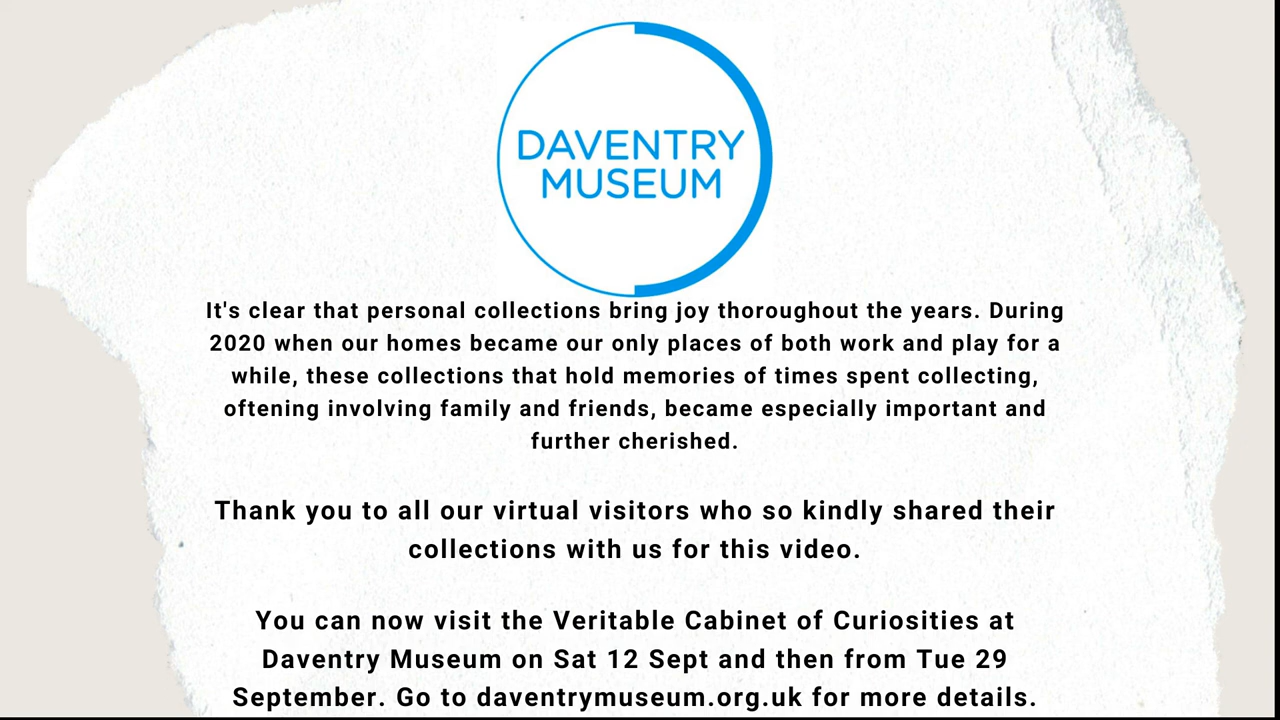 DAVENTRY
MUSEUM
It's clear that personal collections bring joy thoroughout the years. During
2020 when our homes became our only places of both work and play for a
while, these collections that hold memories of times spent collecting,
oftening involving family and friends, became especially important and
further cherished.
Thank you to all our virtual visitors who so kindly shared their
collections with us for this video.
You can now visit the Veritable Cabinet of Curiosities at
Daventry Museum on Sat 12 Sept and then from Tue 29
September. Go to daventrymuseum.org.uk for more details.